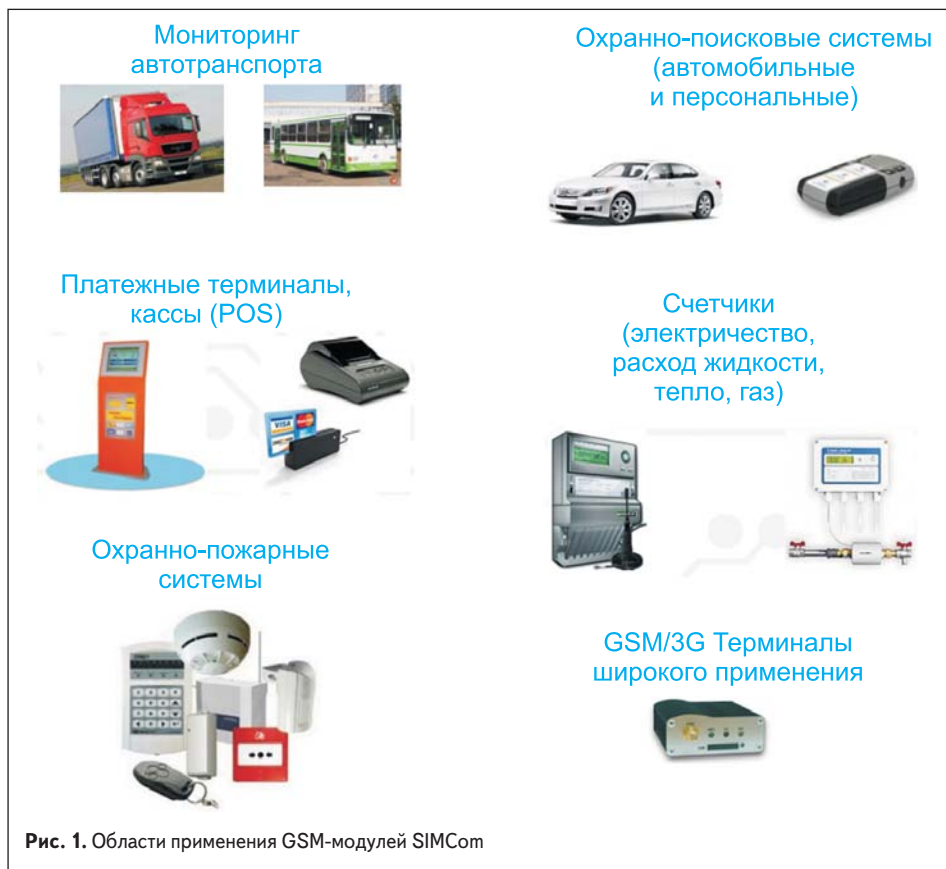 Мониторинг
автотранспорта
Охранно-поисковые системы
(автомобильные
и персональные)
Платежные терминалы,
кассы (POS)
VISA
Счетчики
(электричество,
расход жидкости,
тепло, газ)
Охранно-пожарные
системы
GSM/3G Терминалы
широкого применения
Рис. 1. Области применения GSM-модулей SIMCom